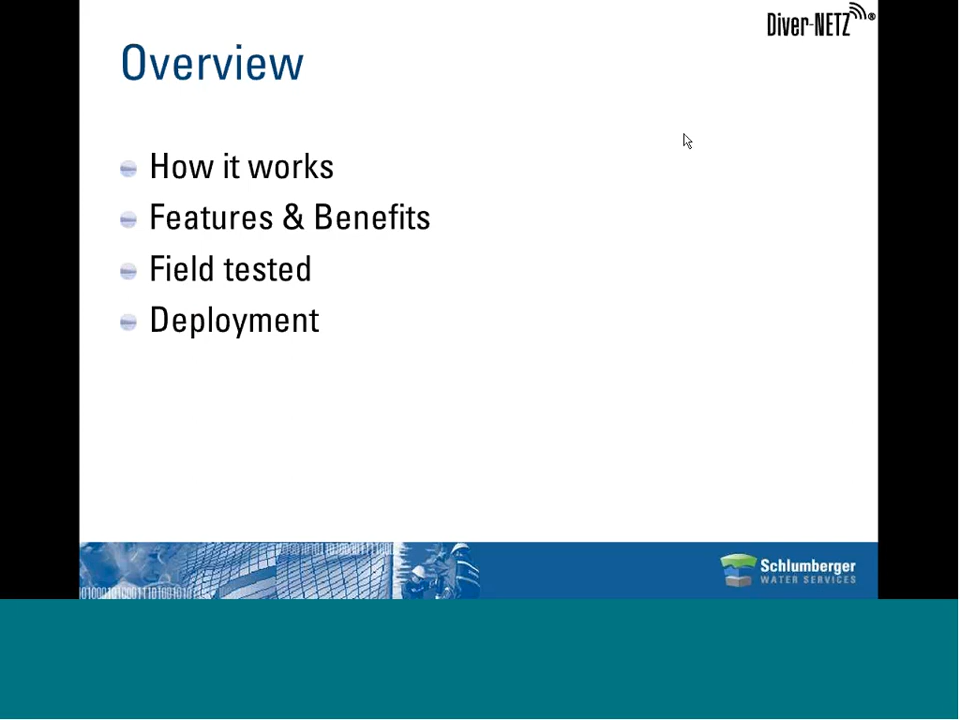 Diver-NETZ®
Overview
How it works
Features & Benefits
Field tested
Deployment
Schlumberger
WATER SERVICES